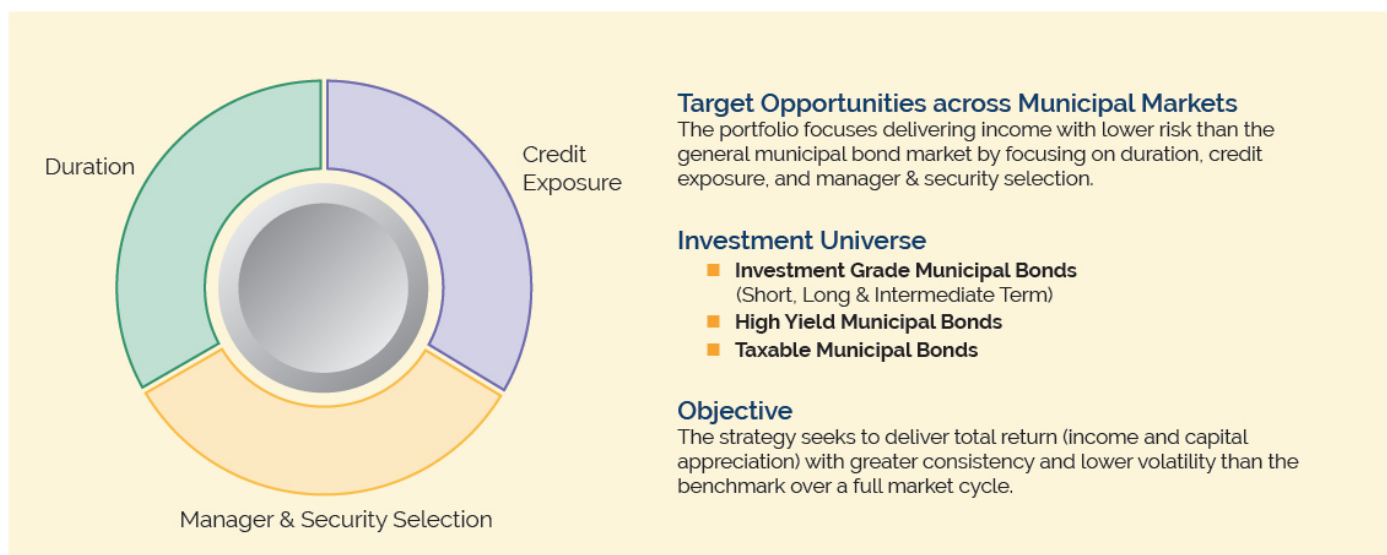 Duration
Credit
Exposure
Manager & Security Selection
Target Opportunities across Municipal Markets
The portfolio focuses delivering income with lower risk than the
general municipal bond market by focusing on duration, credit
exposure, and manager & security selection.
Investment Universe
Investment Grade Municipal Bonds
(Short, Long & Intermediate Term)
High Yield Municipal Bonds
Taxable Municipal Bonds
Objective
The strategy seeks to deliver total return (income and capital
appreciation) with greater consistency and lower volatility than the
benchmark over a full market cycle.